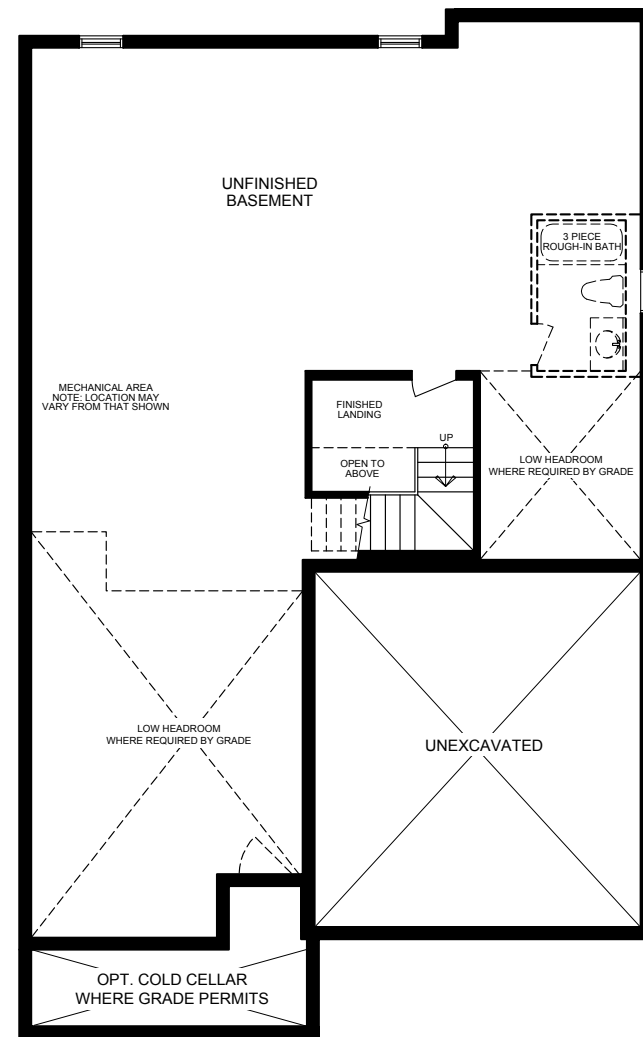 UNFINISHED
BASEMENT
3 PIECE
ROUGH-IN BATH
MECHANICAL AREA
NOTE: LOCATION MAY
VARY FROM THAT SHOWN
FINISHED
LANDING
UP
OPEN TO
ABOVE
LOW HEADROOM
WHERE REQUIRED BY GRADE
LOW HEADROOM
WHERE REQUIRED BY GRADE
UNEXCAVATED
OPT. COLD CELLAR
WHERE GRADE PERMITS